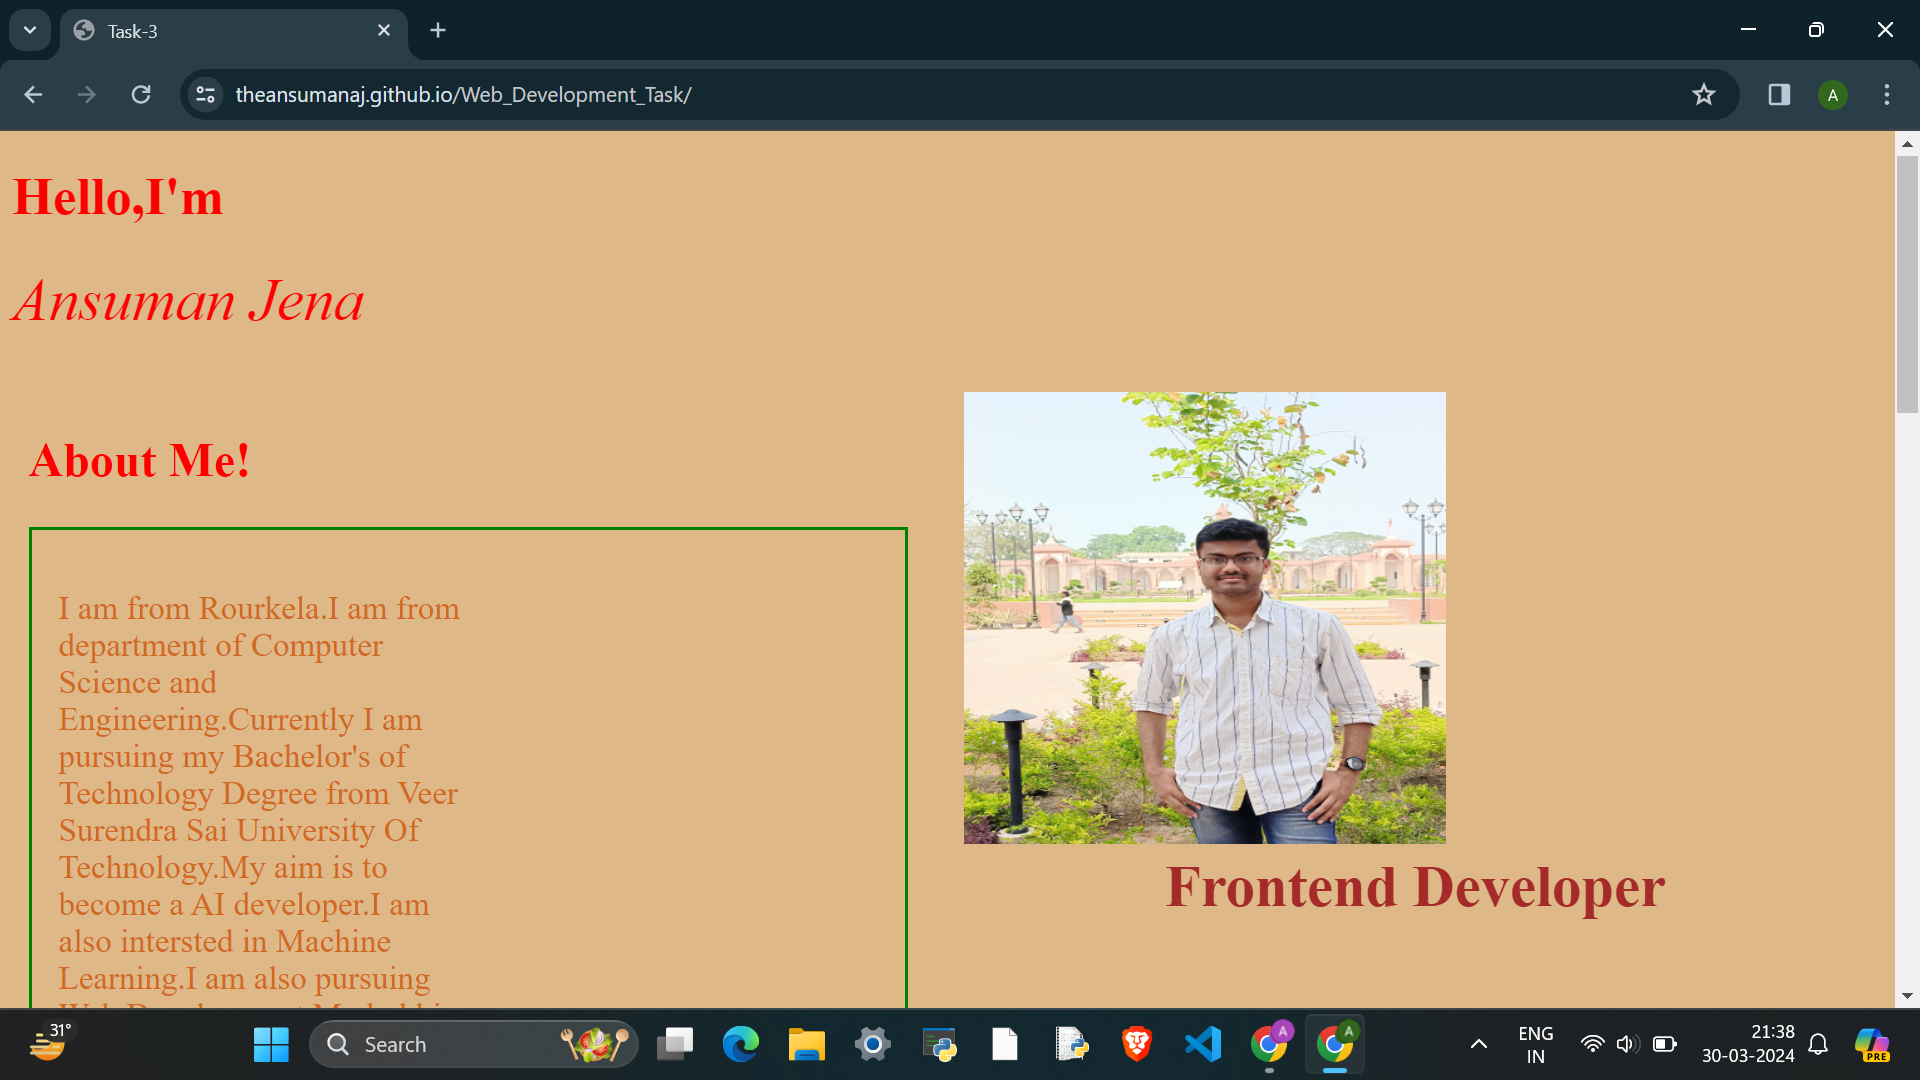 Task-3
theansumanaj.github.io/Web_Development_Task/
A
Hello,I'm
Ansuman Jena
About Me!
I am from Rourkela.I am from
department of Computer
Science and
Engineering.Currently I am
pursuing my Bachelor's of
Technology Degree from Veer
Surendra Sai University Of
Technology.My aim is to
become a AI developer.I am
also intersted in Machine
Learning.I am also pursuing
Frontend Developer
31°
Search
A
A
ENG
IN
21:38
30-03-2024
PRE